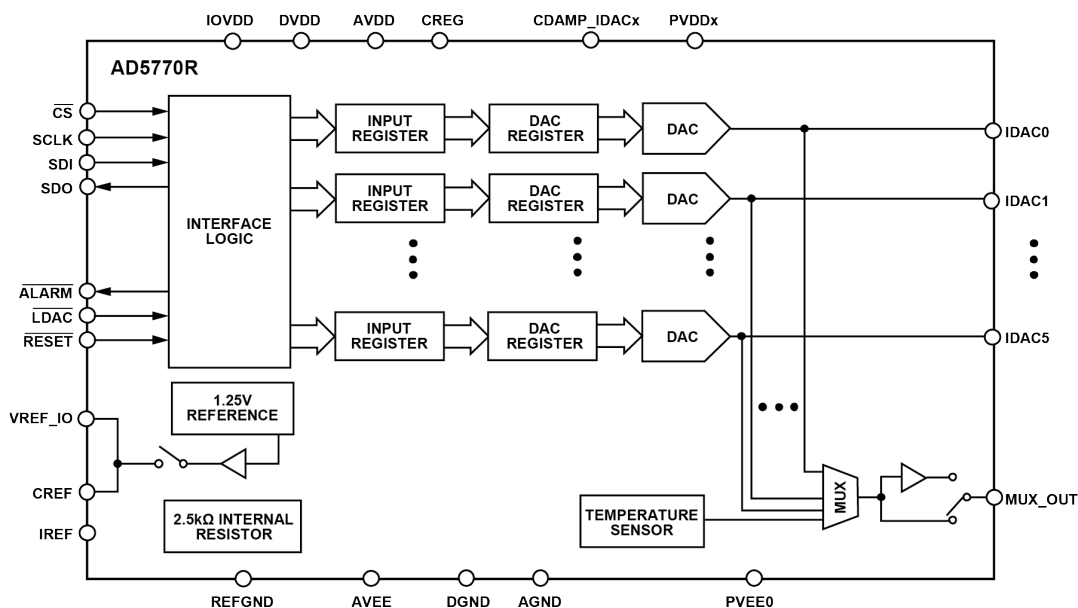 IOVDD DVDD AVDD CREG CDAMP_IDACx PVDDx
AD5770R
CS
SCLK
SDI
SDO
ALARM
LDAC
RESET
INTERFACE
LOGIC
INPUT
REGISTER
DAC
REGISTER
DAC
IDAC0
INPUT
REGISTER
DAC
REGISTER
DAC
IDAC1
INPUT
REGISTER
DAC
REGISTER
DAC
IDAC5
VREF_IO
CREF
IREF
1.25V
REFERENCE
2.5kΩ INTERNAL
RESISTOR
TEMPERATURE
SENSOR
MUX
MUX_OUT
REFGND AVEE DGND AGND PVEE0